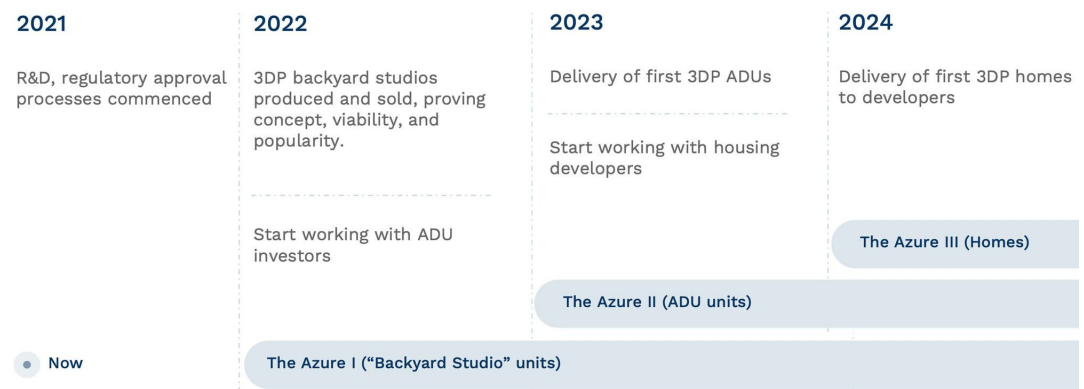 2021
R&D, regulatory approval
processes commenced
2022
3DP backyard studios
produced and sold, proving
concept, viability, and
popularity.
Start working with ADU
investors
2023
Delivery of first 3DP ADUs
Start working with housing
developers
2024
Delivery of first 3DP homes
to developers
The Azure III (Homes)
The Azure II (ADU units)
Now
The Azure I (“Backyard Studio” units)